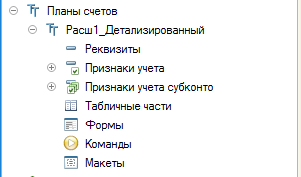 Планы счетов
Расш1_Детализированный
Реквизиты
Признаки учета
Признаки учета субконто
Табличные части
Формы
Команды
Макеты